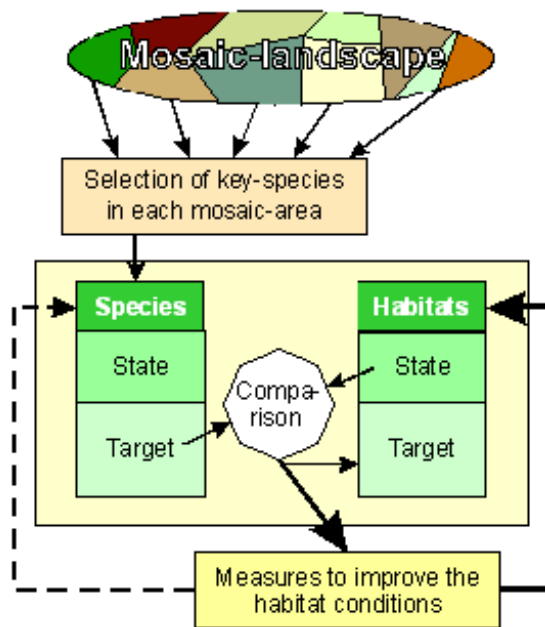 Mosaic-landscape
Selection of key-species
in each mosaic-area
Species
Habitats
State
State
Compa-
rison
Target
Target
Measures to improve the
habitat conditions